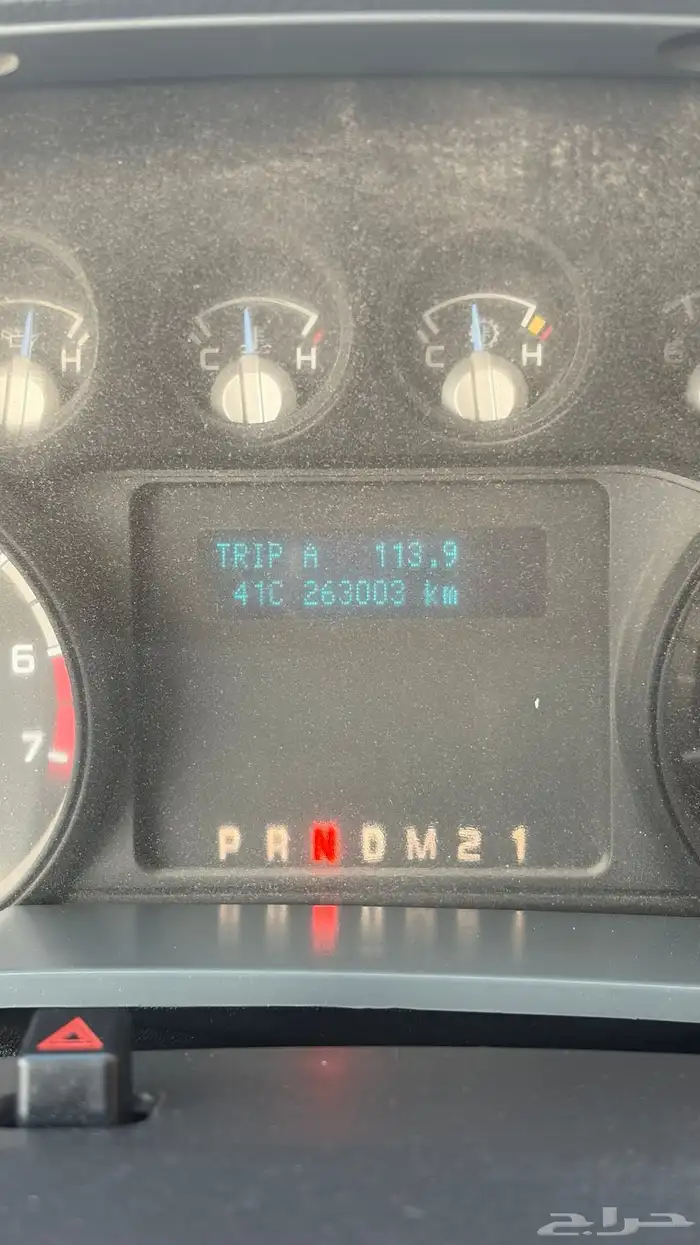 H
C H
C H
TRIP A 113.9
41C 263003 km
6
7
P R N D M 2 1
حراج